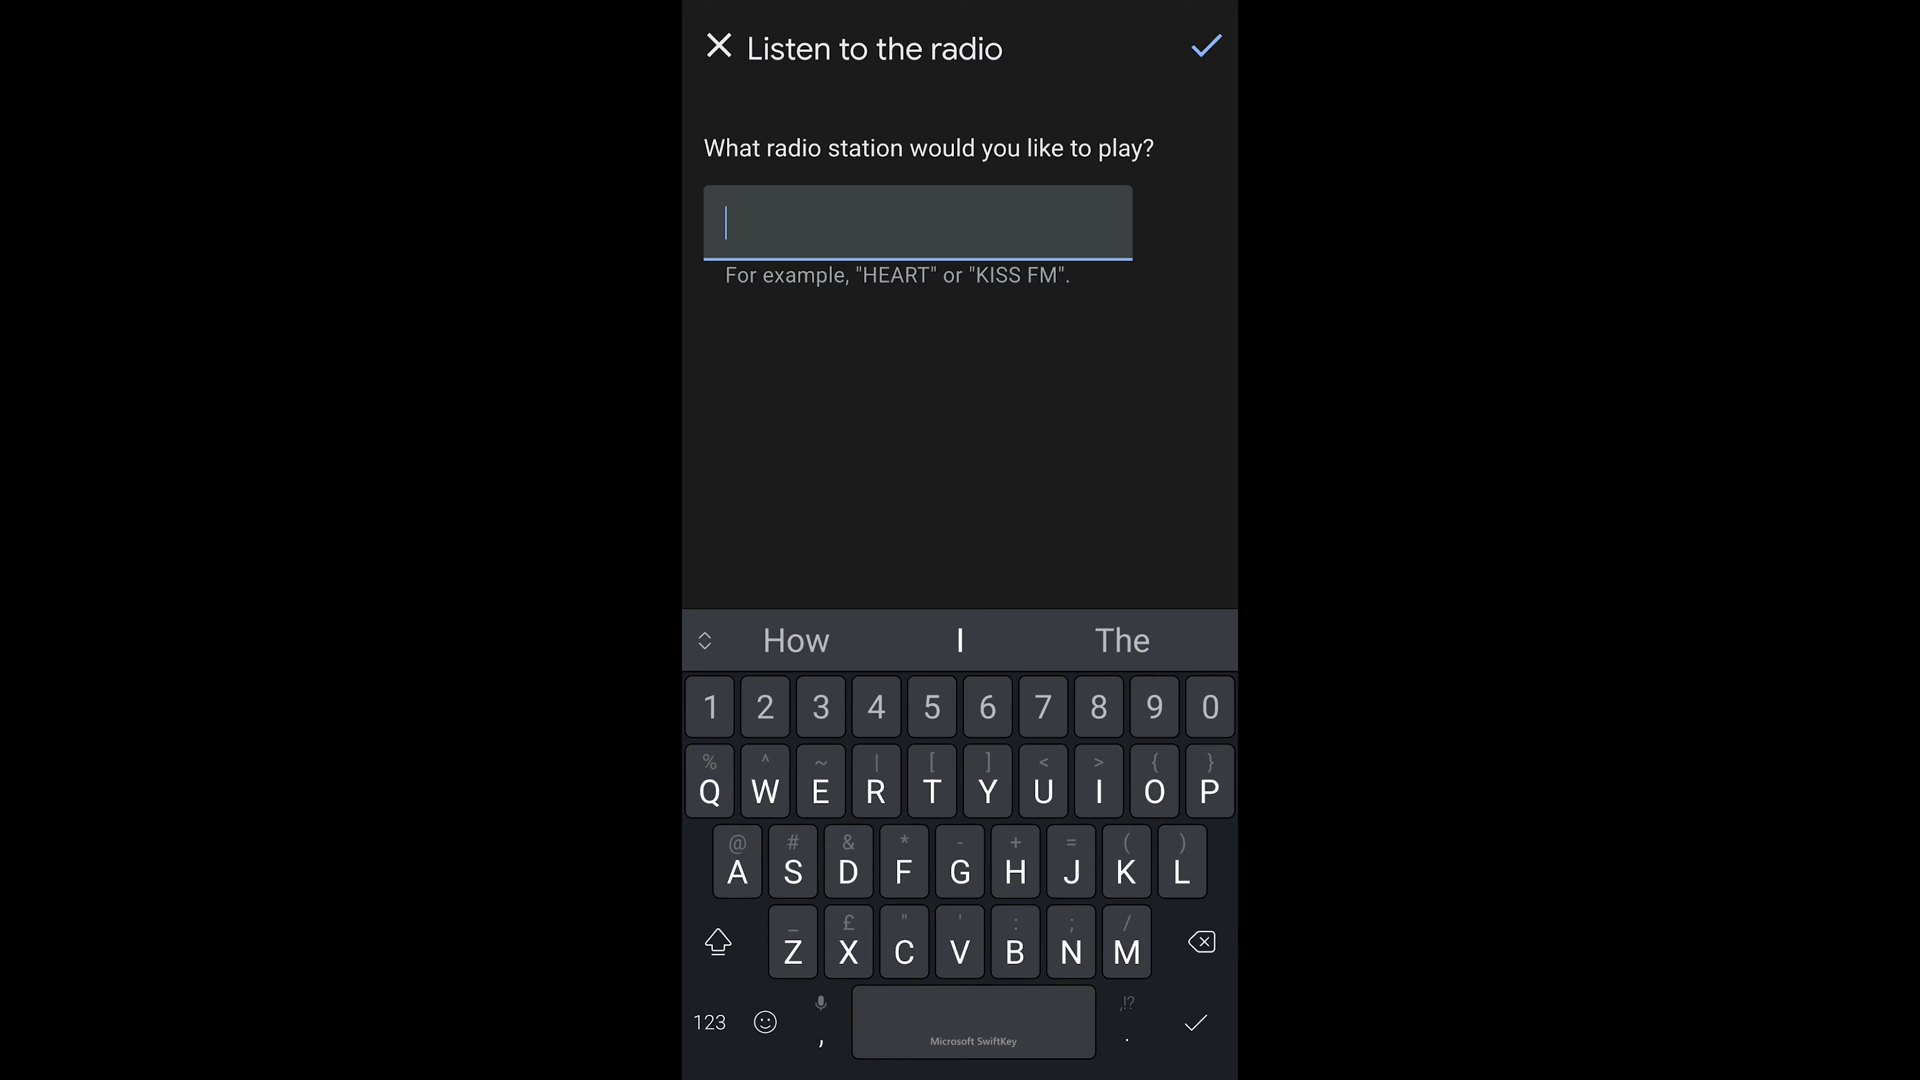 Listen to the radio
What radio station would you like to play?
For example, "HEART" or "KISS FM".
How I The
1 2 3 4 5 6 7 8 9 0
% ^ ~ | [ ] < > { }
Q W E R T Y U I O P
@ # & * - + = ( )
A S D F G H J K L
_ £ " ' : ; /
Z X C V B N M
,!?
123 , .
Microsoft SwiftKey